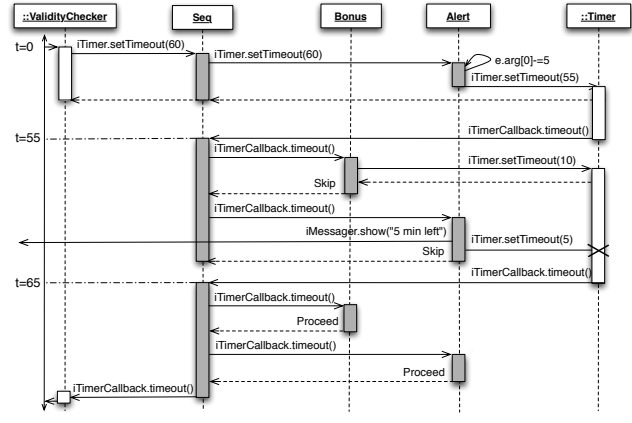 ::ValidityChecker Seq Bonus Alert ::Timer
t=0
iTimer.setTimeout(60)
iTimer.setTimeout(60)
e.arg[0]-=5
iTimer.setTimeout(55)
t=55
iTimerCallback.timeout()
iTimerCallback.timeout()
iTimer.setTimeout(10)
Skip
iTimerCallback.timeout()
iMessager.show("5 min left")
iTimer.setTimeout(5)
Skip
t=65
iTimerCallback.timeout()
iTimerCallback.timeout()
Proceed
iTimerCallback.timeout()
Proceed
iTimerCallback.timeout()